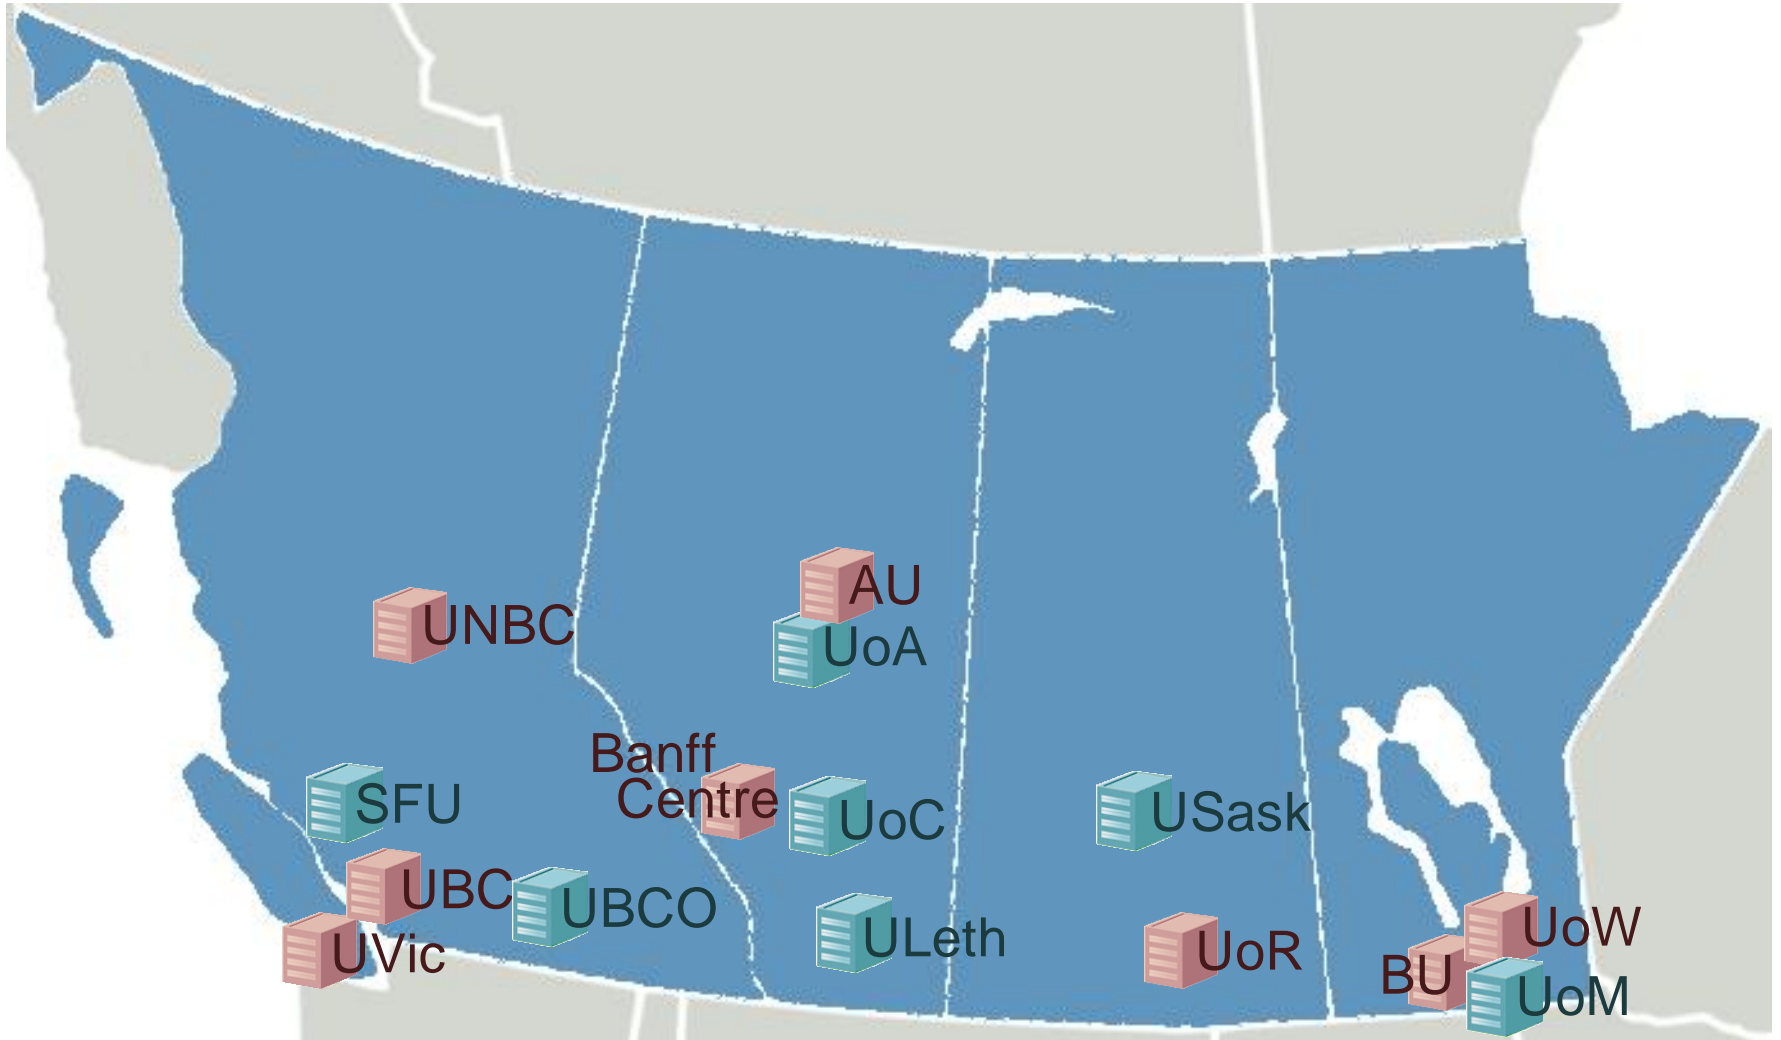 AU
UNBC
UoA
Banff
Centre
SFU
UoC
USask
UBC
UBCO
ULeth
UoW
UVic
UoR
BU
UoM